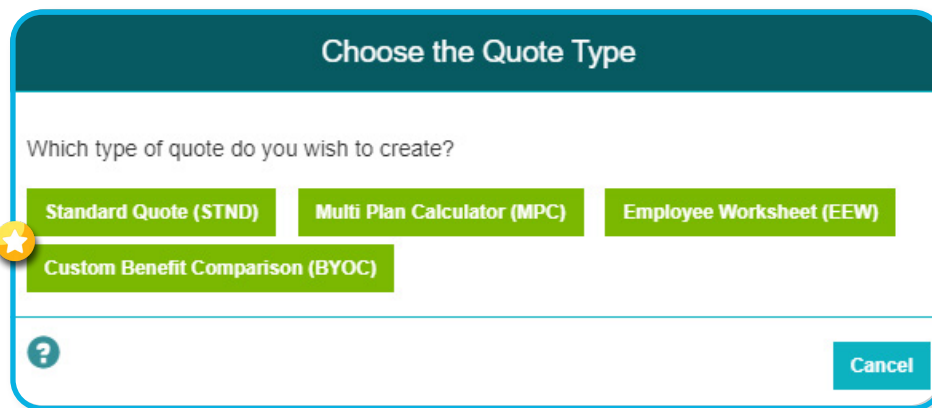 Choose the Quote Type
Which type of quote do you wish to create?
Standard Quote (STND) Multi Plan Calculator (MPC) Employee Worksheet (EEW)
Custom Benefit Comparison (BYOC)
?
Cancel